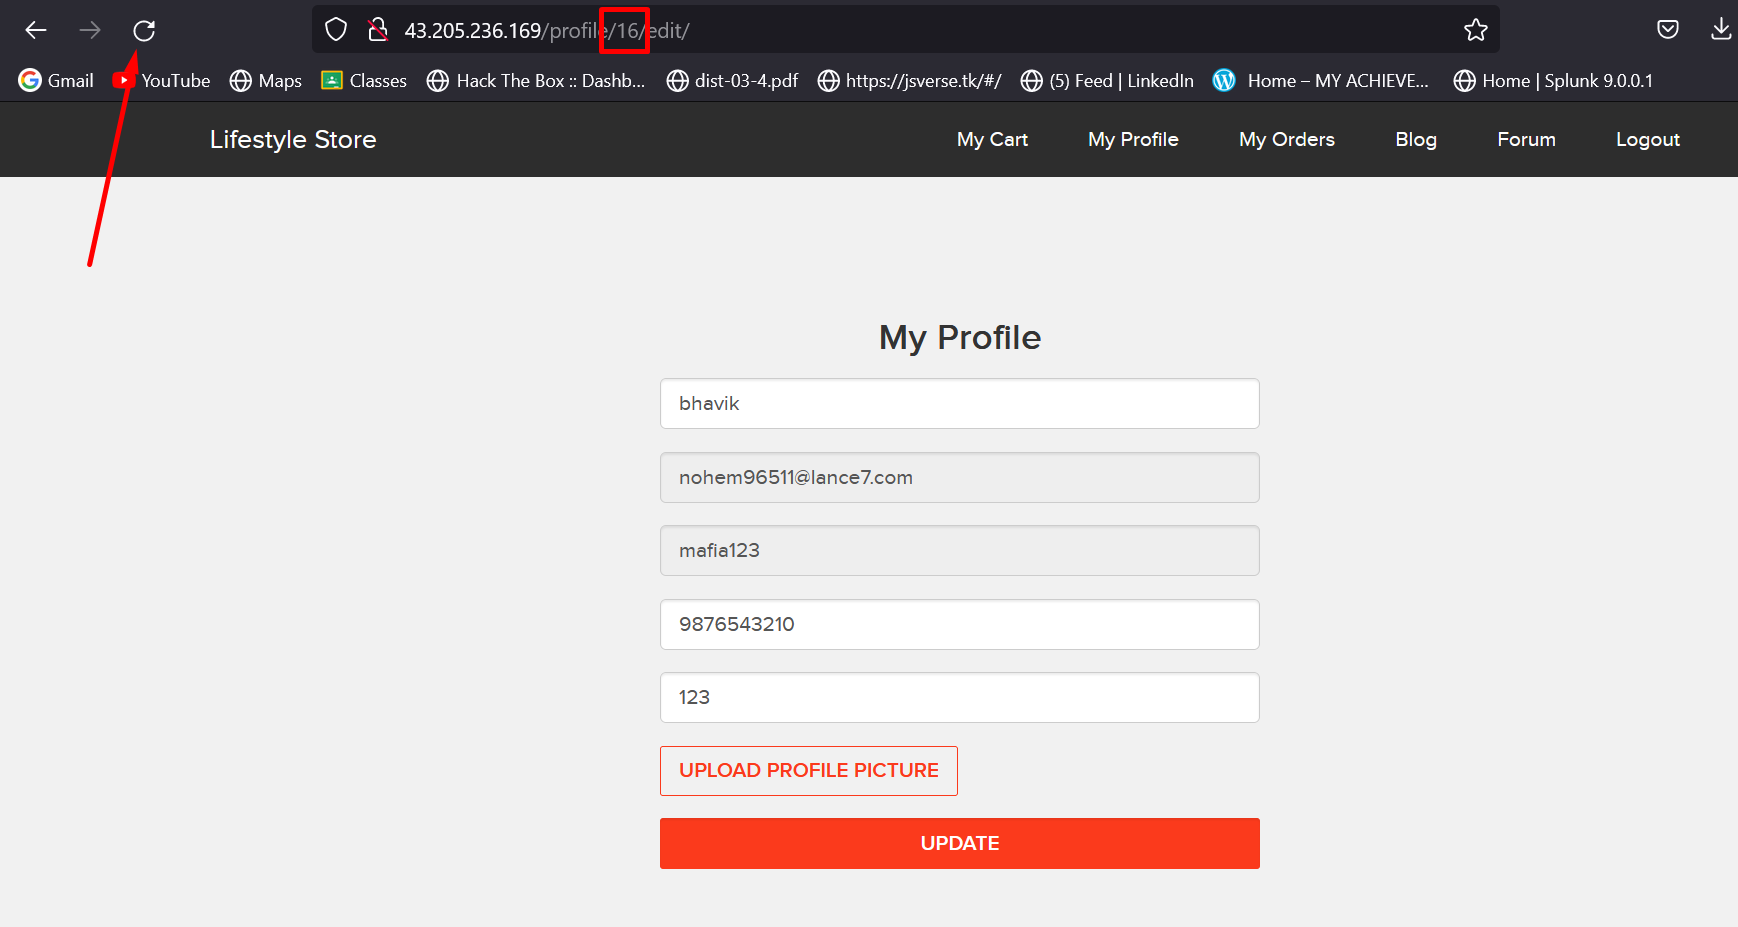 43.205.236.169/profile/16/edit/
Gmail YouTube Maps Classes Hack The Box :: Dashb... dist-03-4.pdf https://jsverse.tk/#/ (5) Feed | LinkedIn Home – MY ACHIEVE... Home | Splunk 9.0.0.1
Lifestyle Store My Cart My Profile My Orders Blog Forum Logout
My Profile
bhavik
nohem96511@lance7.com
mafia123
9876543210
123
UPLOAD PROFILE PICTURE
UPDATE